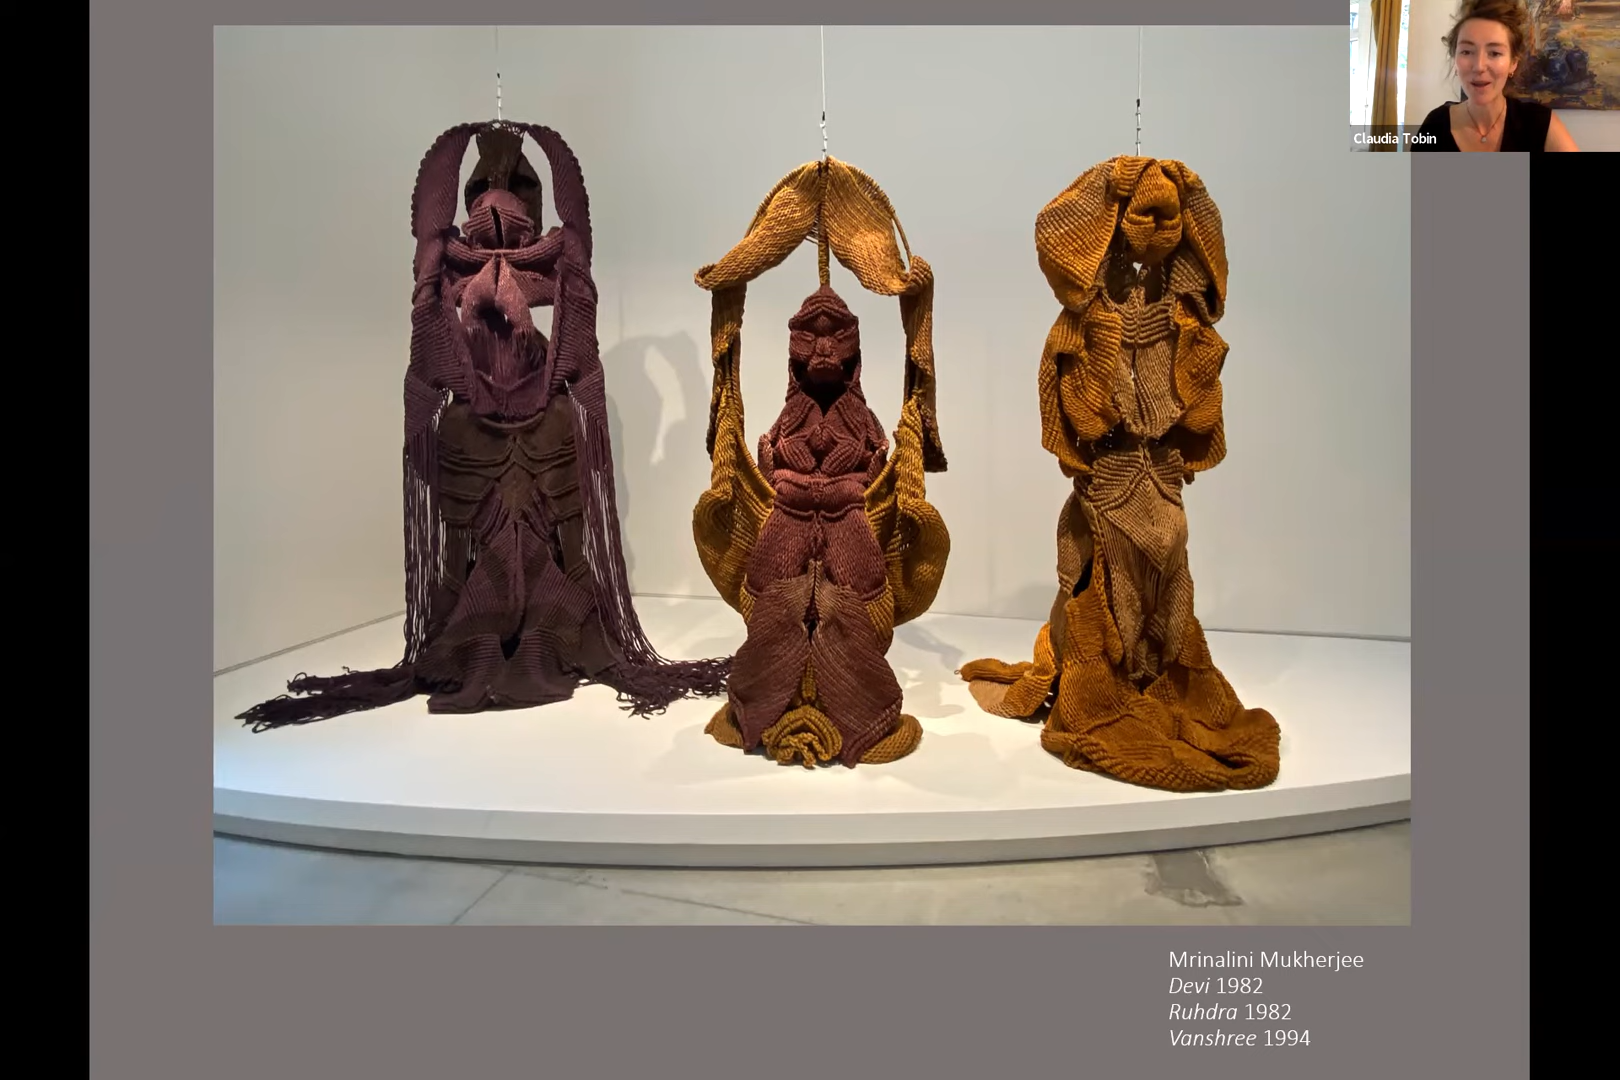 Claudia Tobin
Mrinalini Mukherjee
Devi 1982
Ruhdra 1982
Vanshree 1994